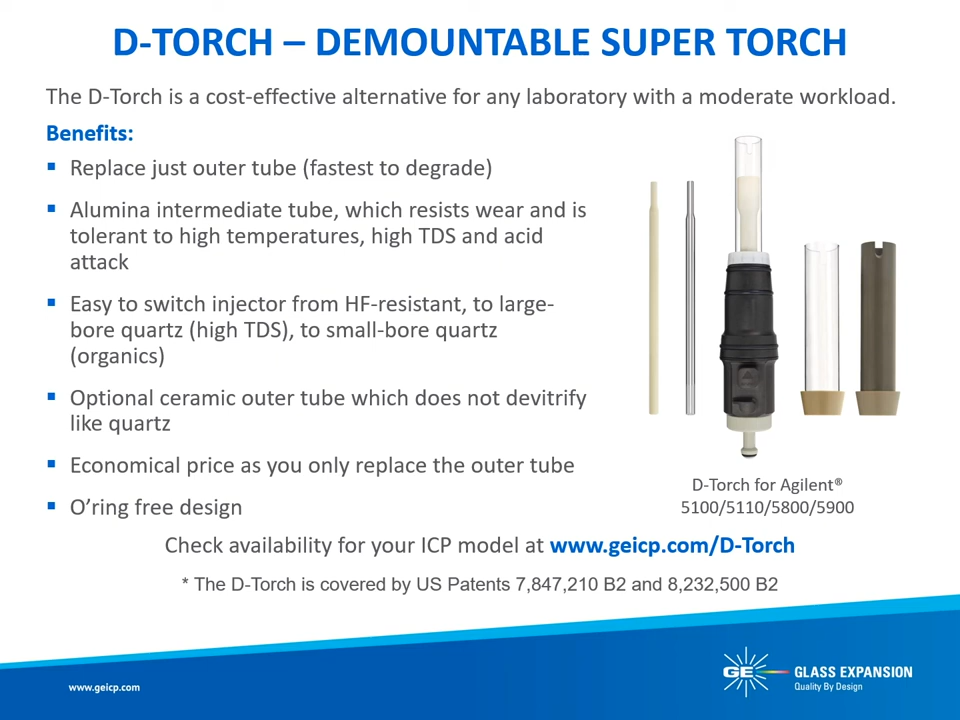 D-TORCH – DEMOUNTABLE SUPER TORCH
The D-Torch is a cost-effective alternative for any laboratory with a moderate workload.
Benefits:
▪ Replace just outer tube (fastest to degrade)
▪ Alumina intermediate tube, which resists wear and is
tolerant to high temperatures, high TDS and acid
attack
▪ Easy to switch injector from HF-resistant, to large-
bore quartz (high TDS), to small-bore quartz
(organics)
▪ Optional ceramic outer tube which does not devitrify
like quartz
▪ Economical price as you only replace the outer tube
▪ O’ring free design
D-Torch for Agilent®
5100/5110/5800/5900
Check availability for your ICP model at www.geicp.com/D-Torch
* The D-Torch is covered by US Patents 7,847,210 B2 and 8,232,500 B2
www.geicp.com
GE GLASS EXPANSION
Quality By Design